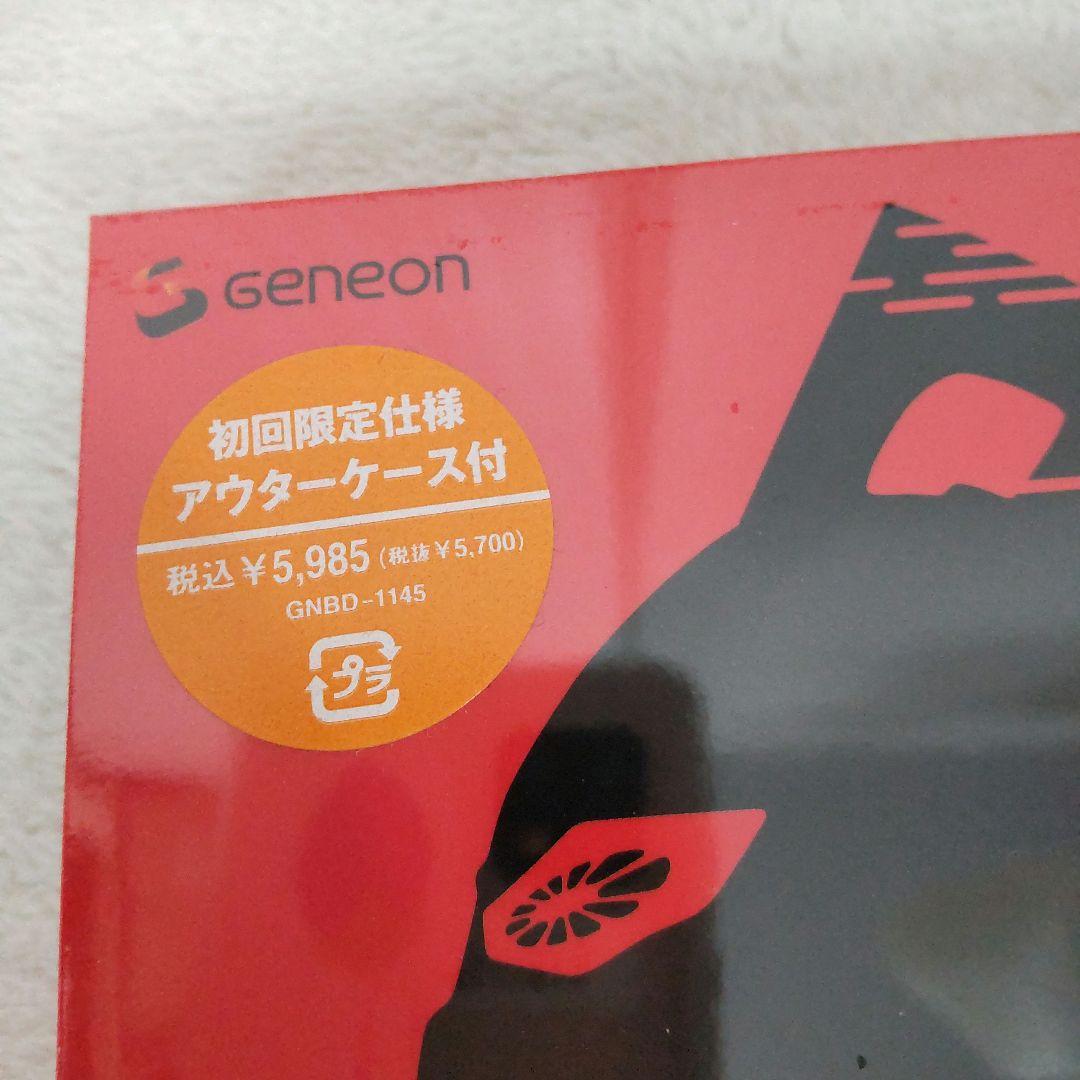 Geneon
初回限定仕様
アウターケース付
税込¥5,985(税抜¥5,700)
GNBD-1145
プラ